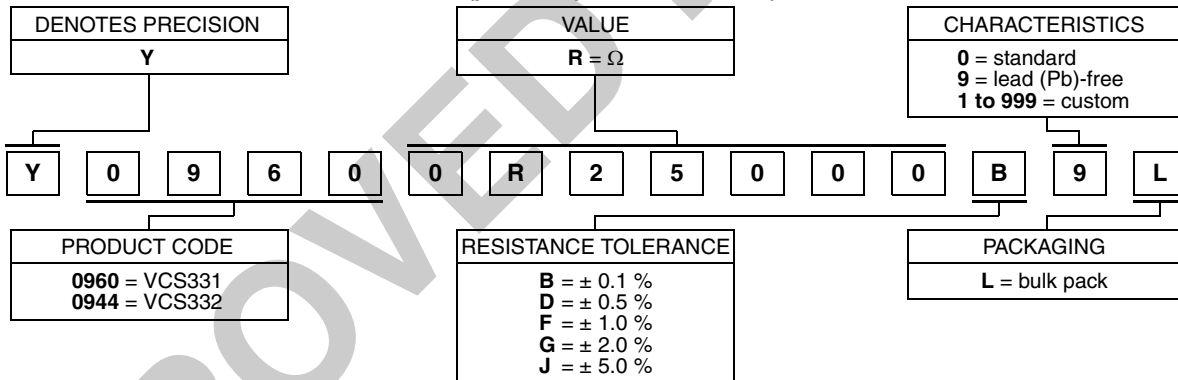 DENOTES PRECISION
Y
VALUE
R = Ω
CHARACTERISTICS
0 = standard
9 = lead (Pb)-free
1 to 999 = custom
Y 0 9 6 0 0 R 2 5 0 0 0 B 9 L
PRODUCT CODE
0960 = VCS331
0944 = VCS332
RESISTANCE TOLERANCE
B = ± 0.1 %
D = ± 0.5 %
F = ± 1.0 %
G = ± 2.0 %
J = ± 5.0 %
PACKAGING
L = bulk pack